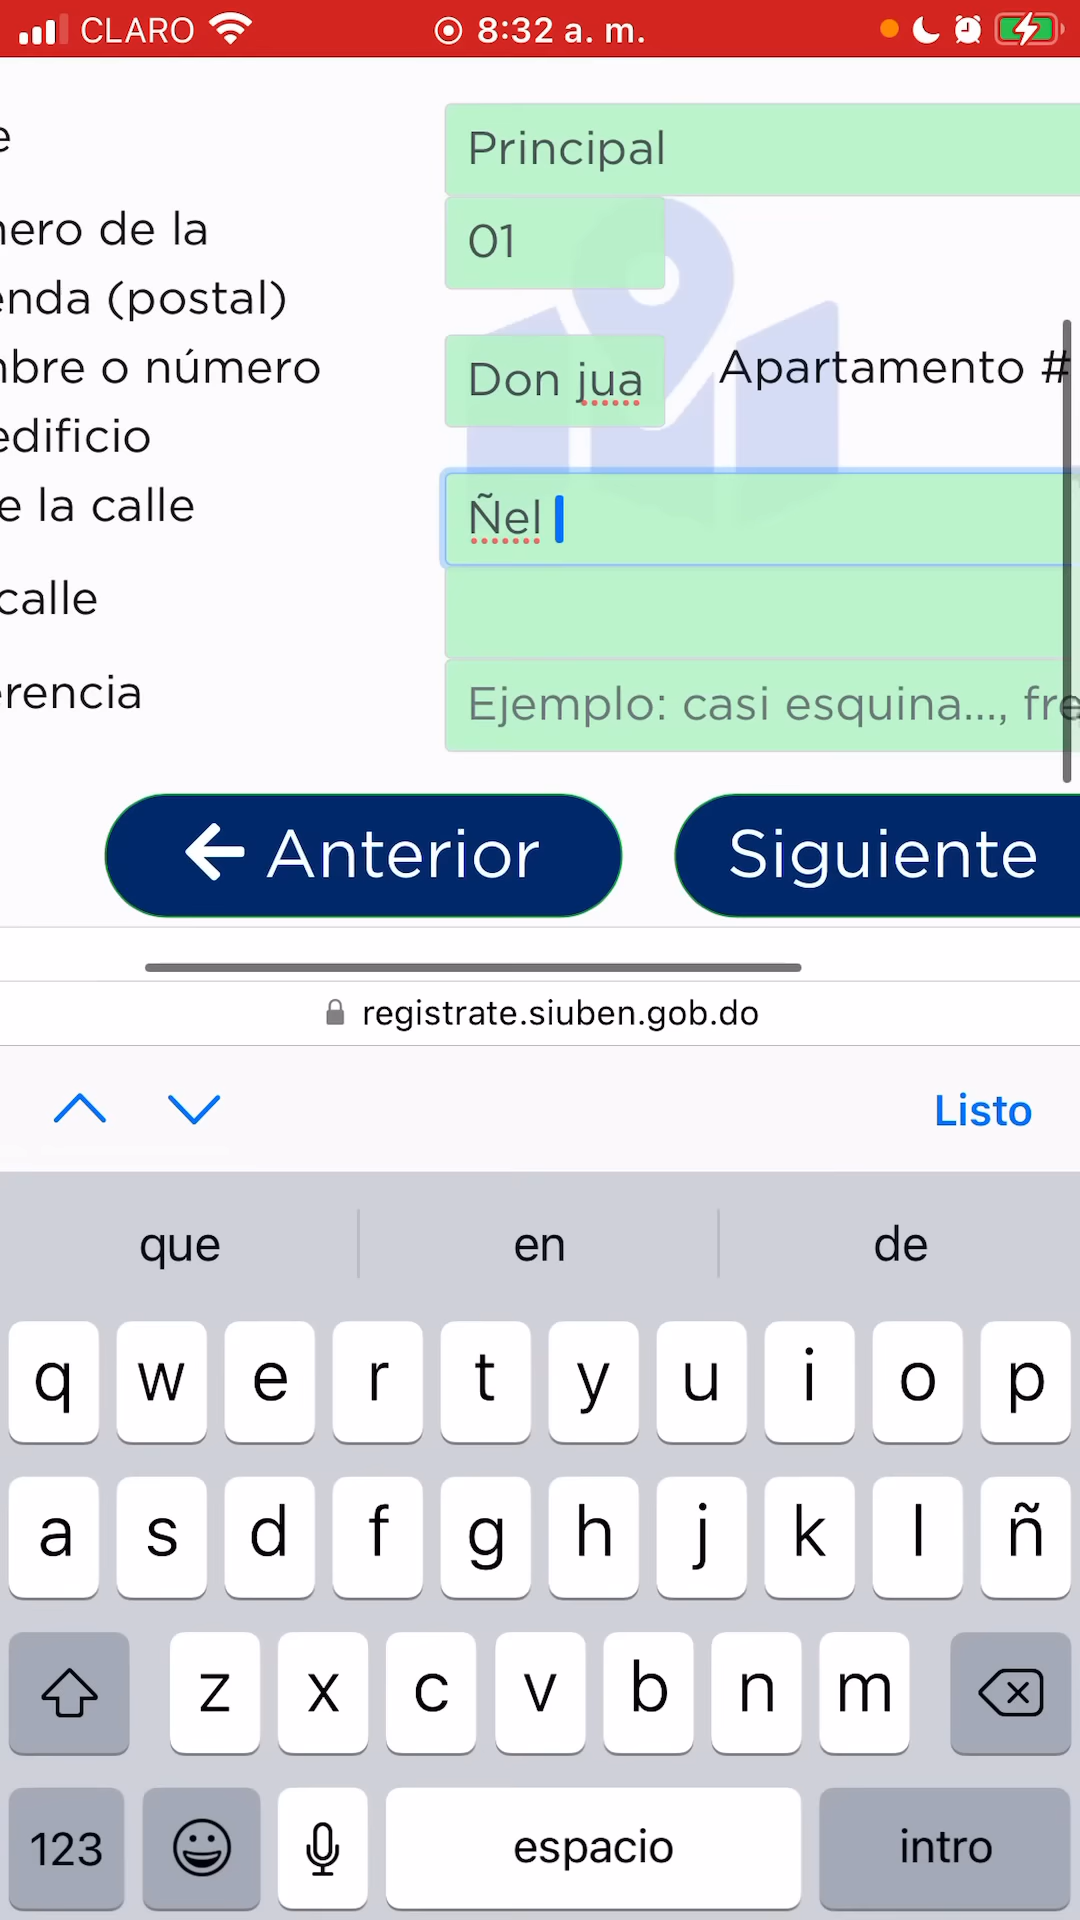 CLARO 8:32 a. m.
e Principal
ero de la
01
enda (postal)
bre o número
Don jua Apartamento #
edificio
e la calle
Ñel
calle
erencia
Ejemplo: casi esquina..., fre
Anterior Siguiente
registrate.siuben.gob.do
Listo
que en de
q w e r t y u i o p
a s d f g h j k l ñ
z x c v b n m
123 espacio intro